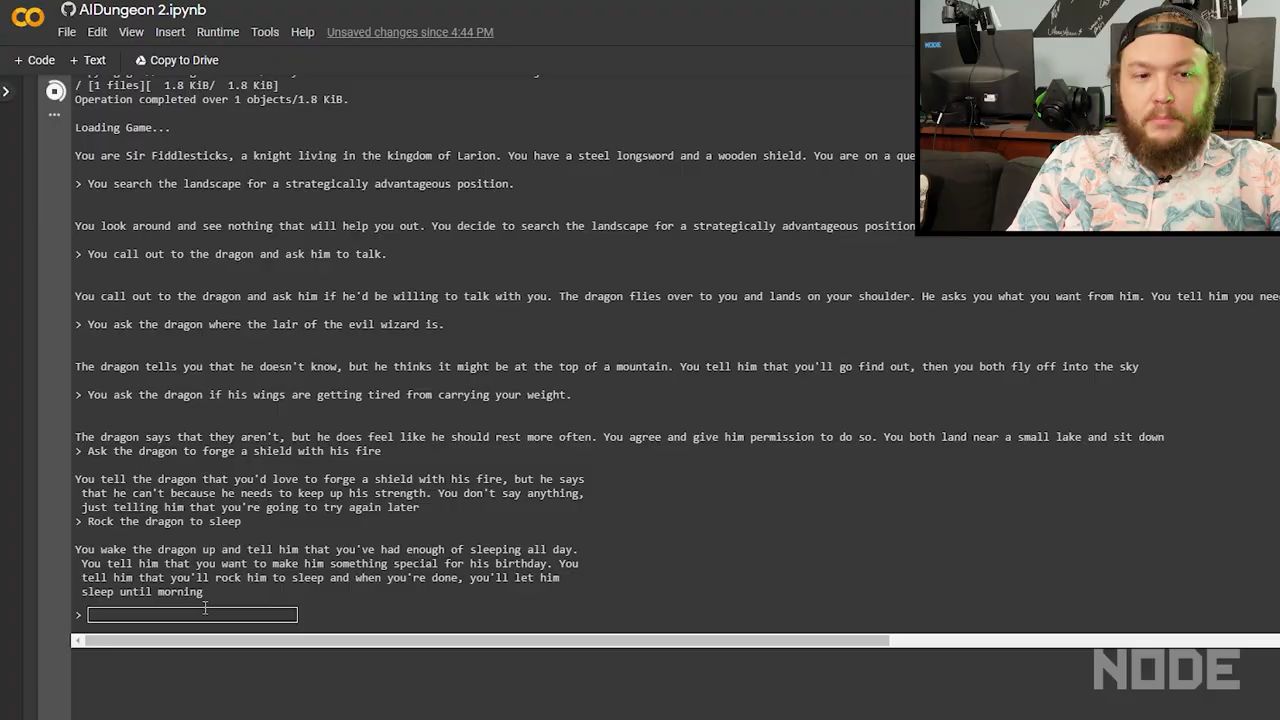 AIDungeon 2.ipynb
File Edit View Insert Runtime Tools Help Unsaved changes since 4:44 PM
+ Code + Text Copy to Drive
/ [1 files][ 1.8 KiB/ 1.8 KiB]
Operation completed over 1 objects/1.8 KiB.
Loading Game...
You are Sir Fiddlesticks, a knight living in the kingdom of Larion. You have a steel longsword and a wooden shield. You are on a que
> You search the landscape for a strategically advantageous position.
You look around and see nothing that will help you out. You decide to search the landscape for a strategically advantageous position
> You call out to the dragon and ask him to talk.
You call out to the dragon and ask him if he'd be willing to talk with you. The dragon flies over to you and lands on your shoulder. He asks you what you want from him. You tell him you nee
> You ask the dragon where the lair of the evil wizard is.
The dragon tells you that he doesn't know, but he thinks it might be at the top of a mountain. You tell him that you'll go find out, then you both fly off into the sky
> You ask the dragon if his wings are getting tired from carrying your weight.
The dragon says that they aren't, but he does feel like he should rest more often. You agree and give him permission to do so. You both land near a small lake and sit down
> Ask the dragon to forge a shield with his fire
You tell the dragon that you'd love to forge a shield with his fire, but he says
that he can't because he needs to keep up his strength. You don't say anything,
just telling him that you're going to try again later
> Rock the dragon to sleep
You wake the dragon up and tell him that you've had enough of sleeping all day.
You tell him that you want to make him something special for his birthday. You
tell him that you'll rock him to sleep and when you're done, you'll let him
sleep until morning
>
NODE
NODE